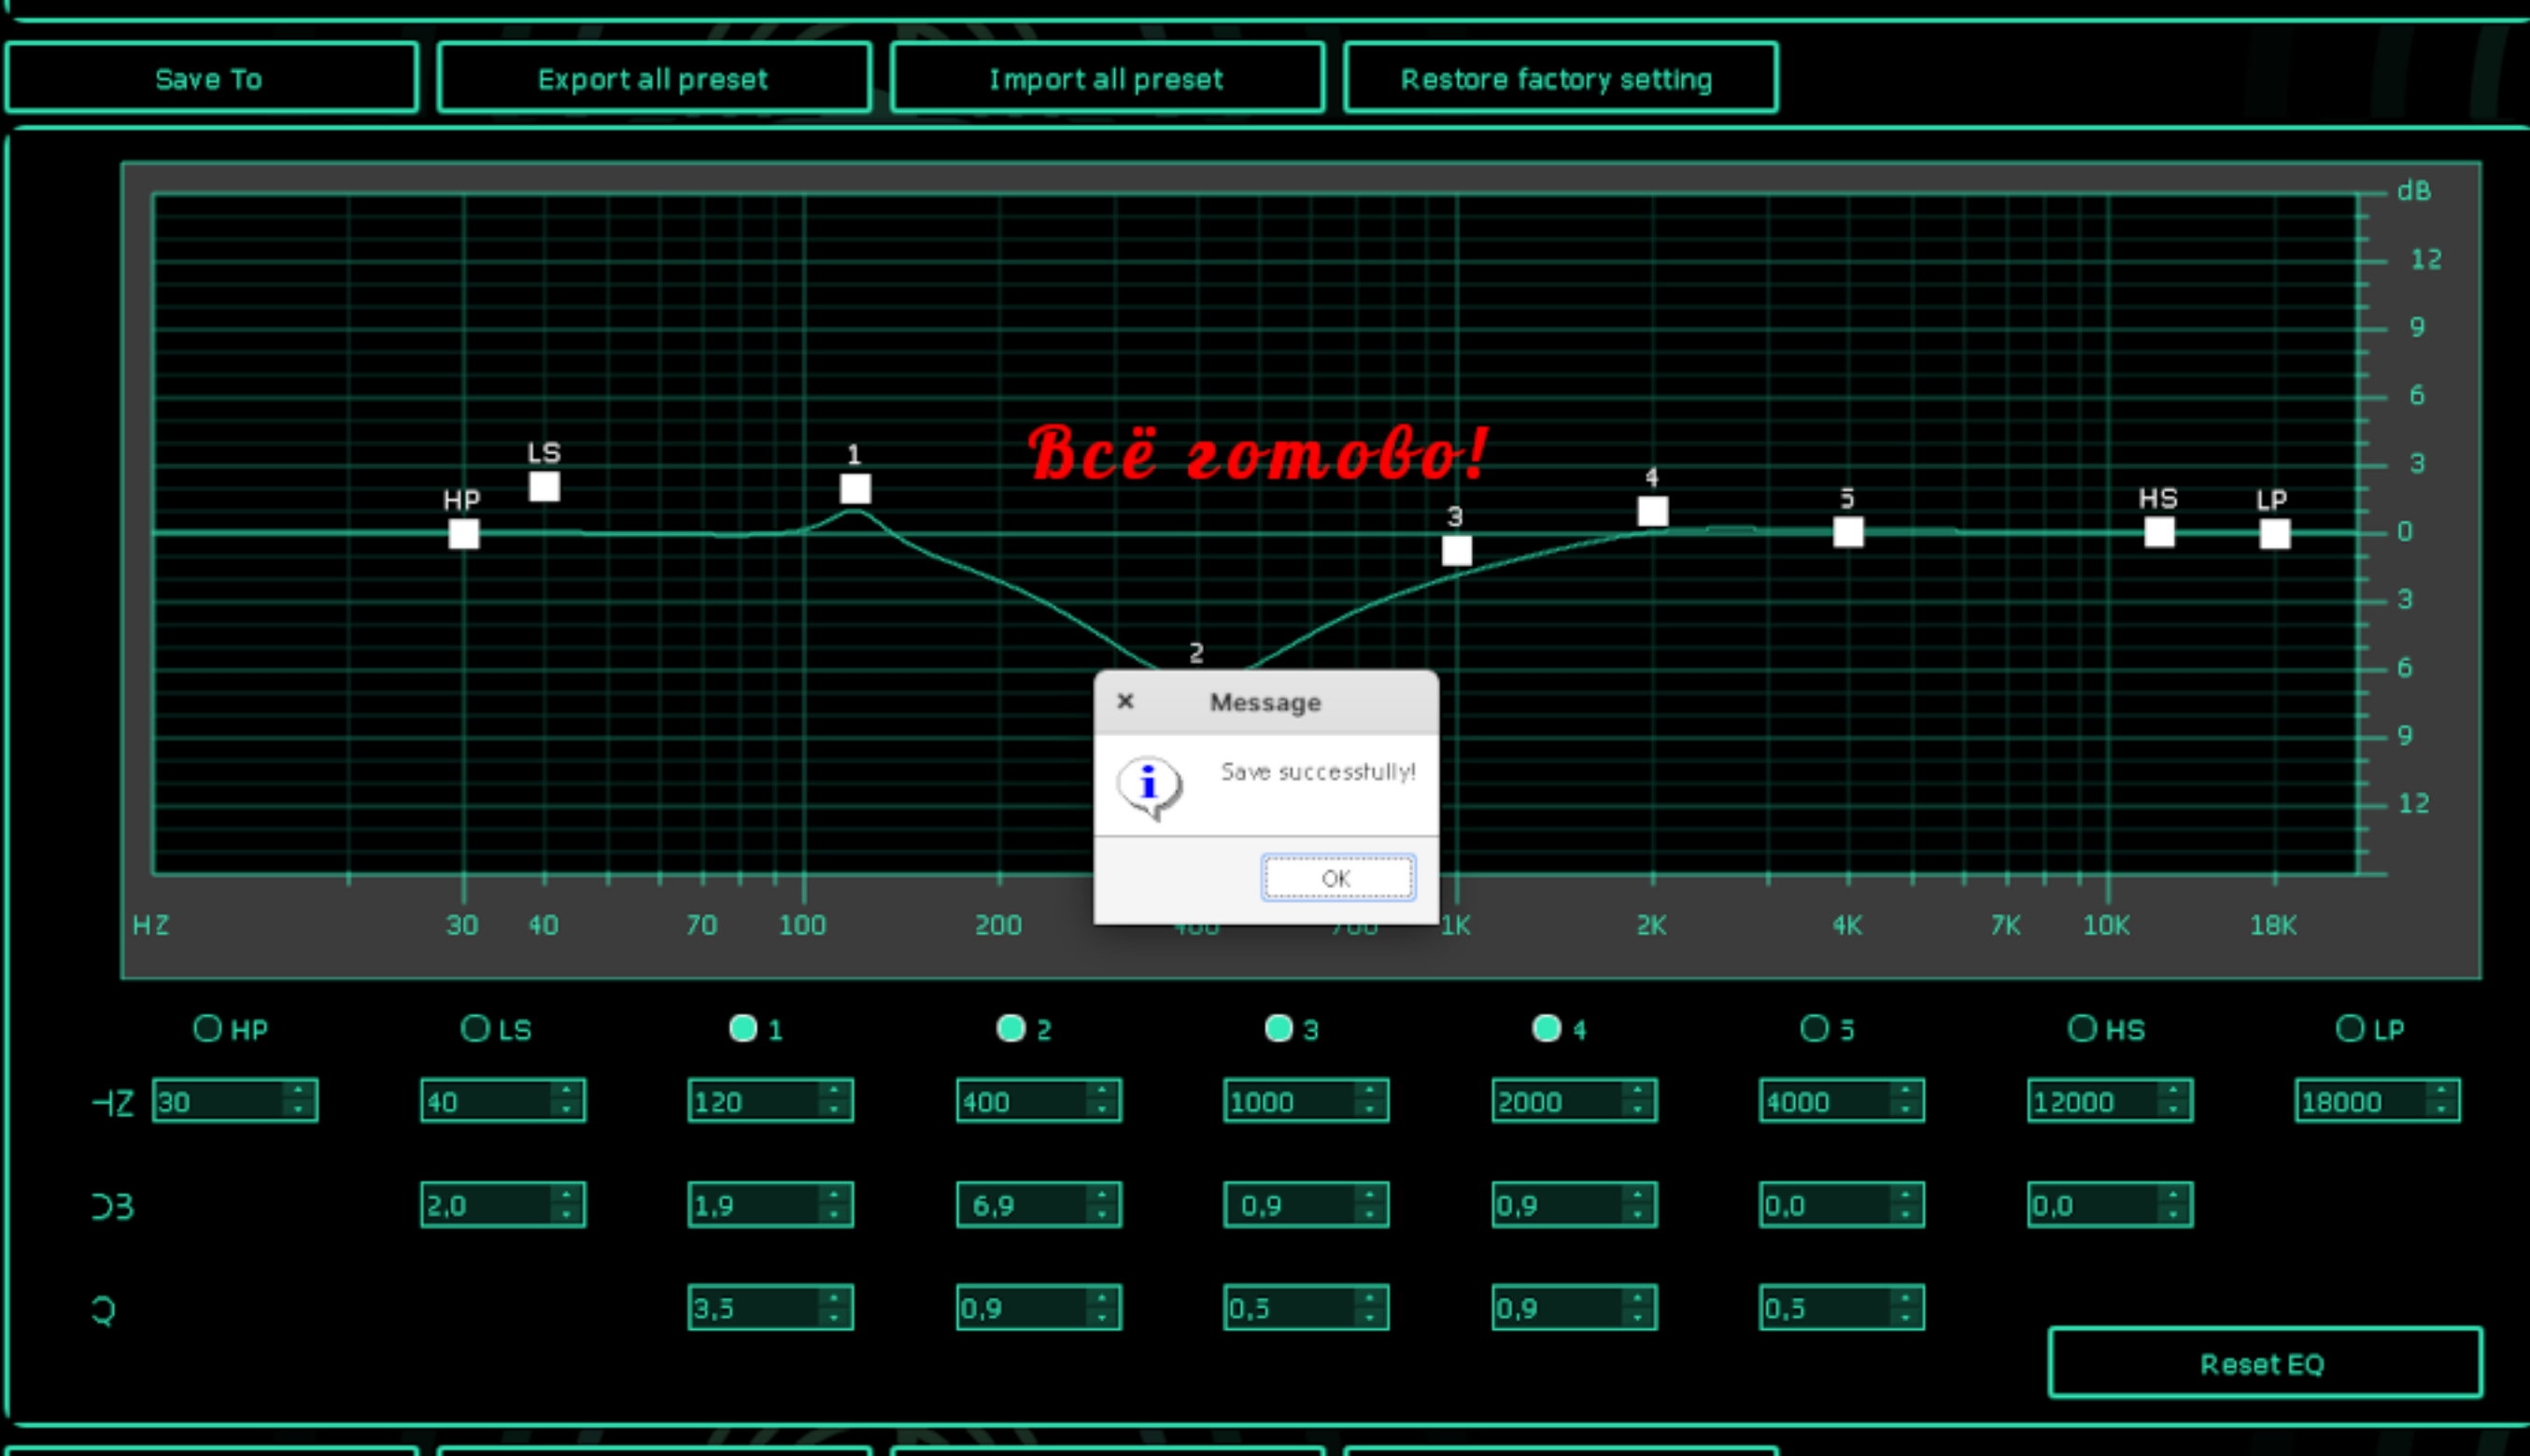 Save To Export all preset Import all preset Restore factory setting
dB
12
9
6
Всё готово!
LS 1 3
4
HP 5 HS LP
3
0
3
2
6
Message
9
Save successfully!
12
OK
HZ 30 40 70 100 200 400 700 1K 2K 4K 7K 10K 18K
HP LS 1 2 3 4 5 HS LP
HZ 30 40 120 400 1000 2000 4000 12000 18000
DB 2,0 1,9 6,9 0,9 0,9 0,0 0,0
Q 3,5 0,9 0,5 0,9 0,5
Reset EQ